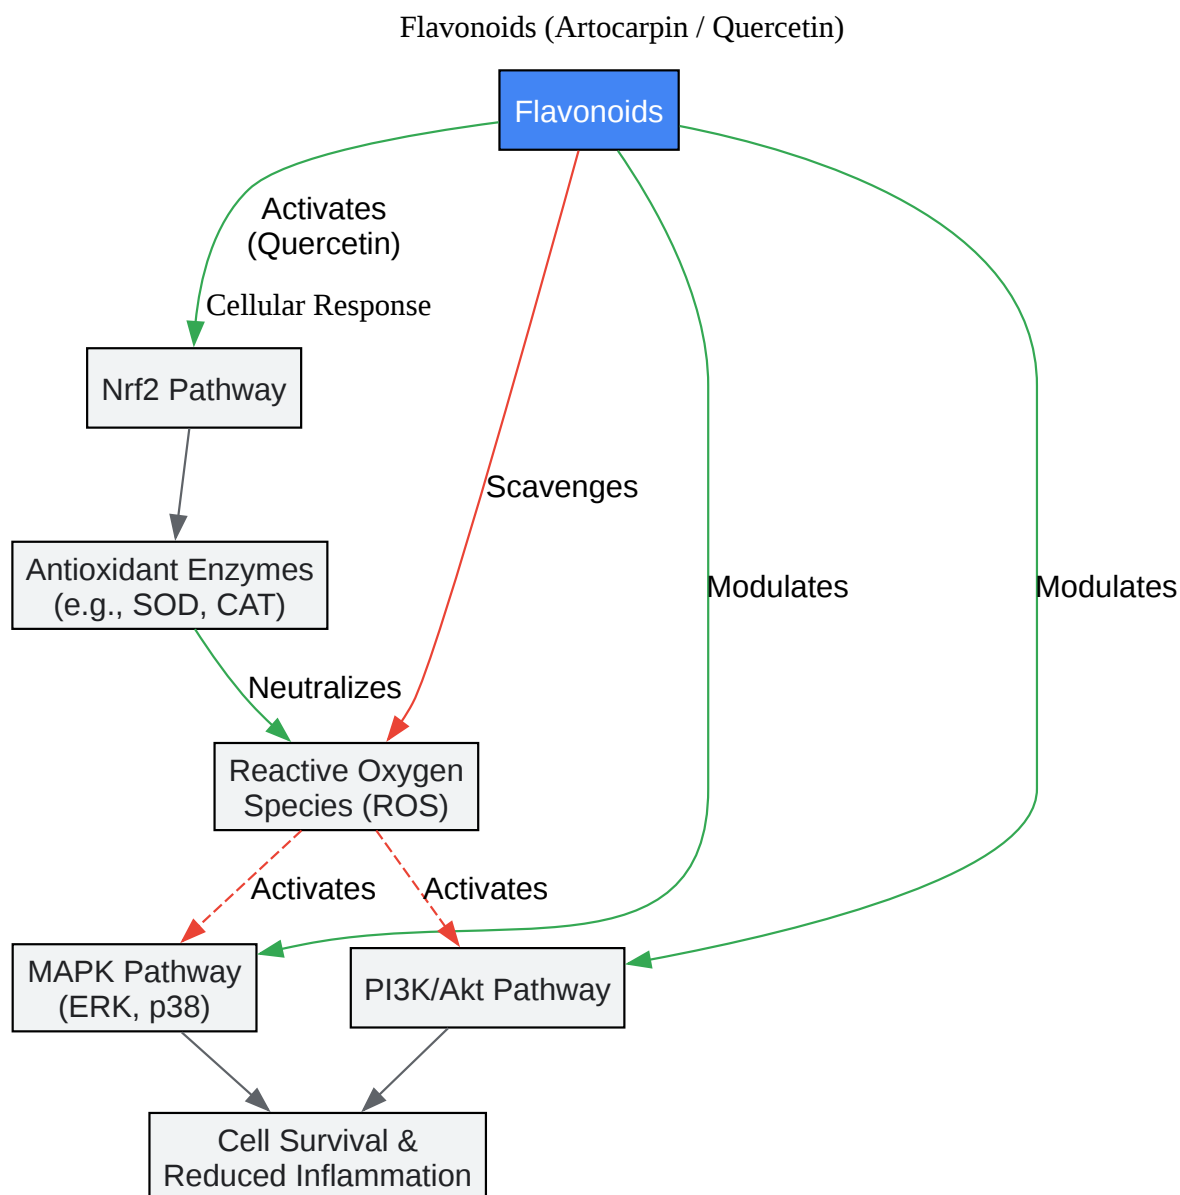 Flavonoids (Artocarpin / Quercetin)
Flavonoids
Activates
(Quercetin)
Cellular Response
Nrf2 Pathway
Scavenges
Antioxidant Enzymes
(e.g., SOD, CAT)
Modulates
Modulates
Neutralizes
Reactive Oxygen
Species (ROS)
Activates
Activates
MAPK Pathway
(ERK, p38)
PI3K/Akt Pathway
Cell Survival &
Reduced Inflammation